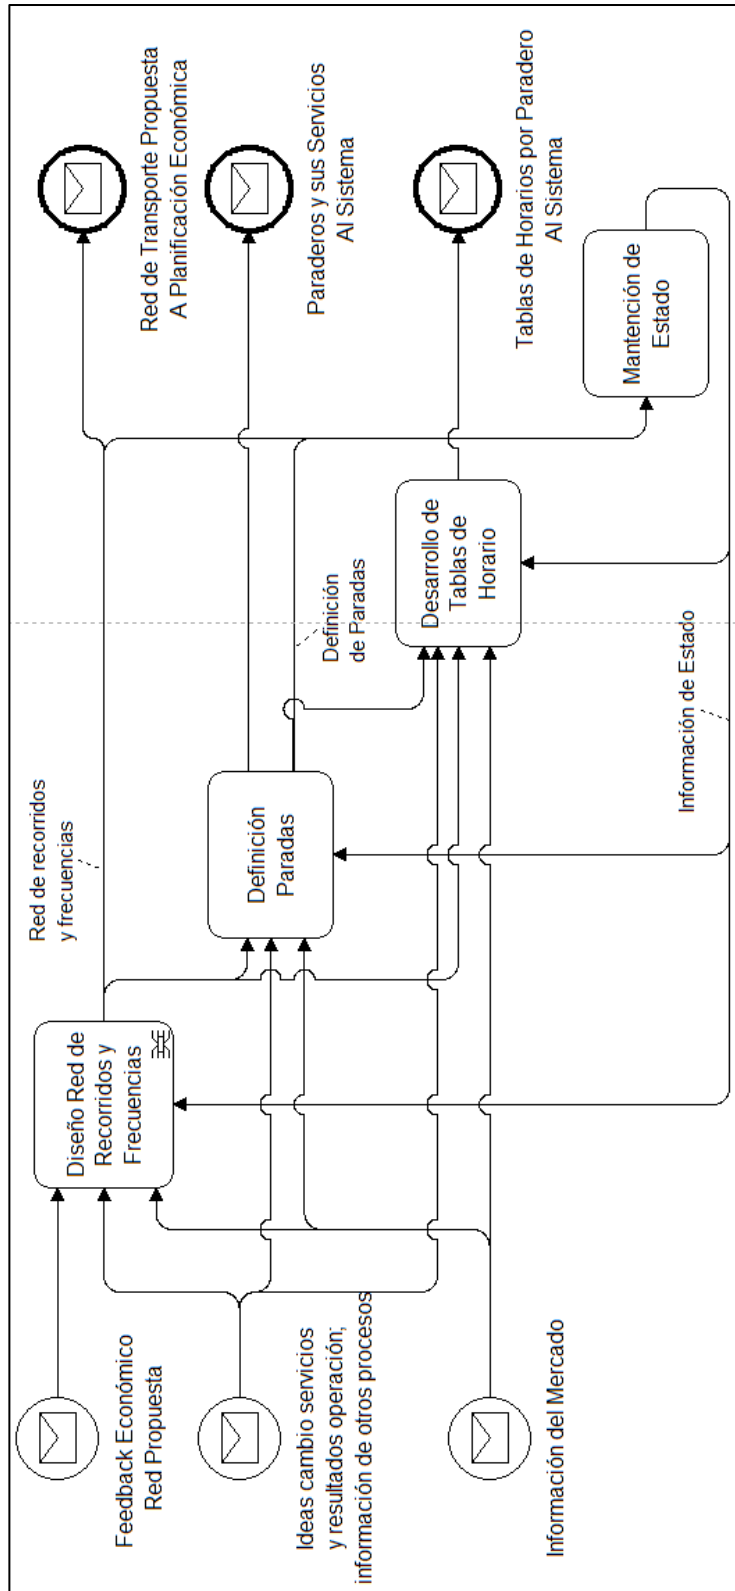 Feedback Económico
Red Propuesta
Ideas cambio servicios
y resultados operación;
información de otros procesos
Información del Mercado
Diseño Red de
Recorridos y
Frecuencias
Red de recorridos
y frecuencias
Definición
Paradas
Definición
de Paradas
Desarrollo de
Tablas de
Horario
Información de Estado
Mantención de
Estado
Red de Transporte Propuesta
A Planificación Económica
Paraderos y sus Servicios
Al Sistema
Tablas de Horarios por Paradero
Al Sistema